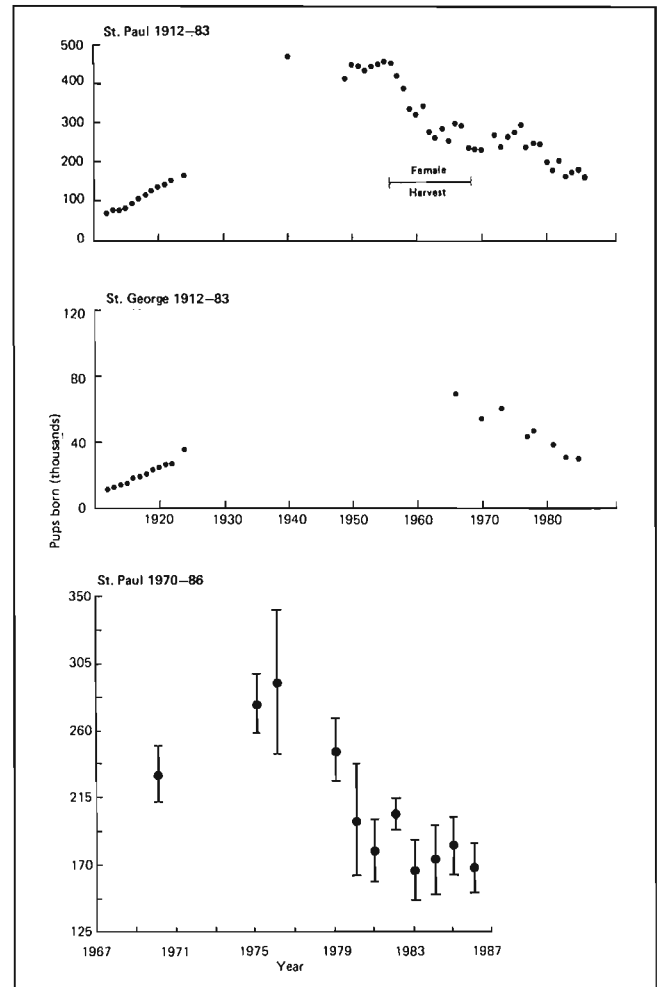 St. Paul 1912–83
500
400
300
200
100
0
Female
Harvest
St. George 1912–83
120
80
40
0
1920 1930 1940 1950 1960 1970 1980
Pups born (thousands)
St. Paul 1970–86
350
305
260
215
170
125
1967 1971 1975 1979 1983 1987
Year